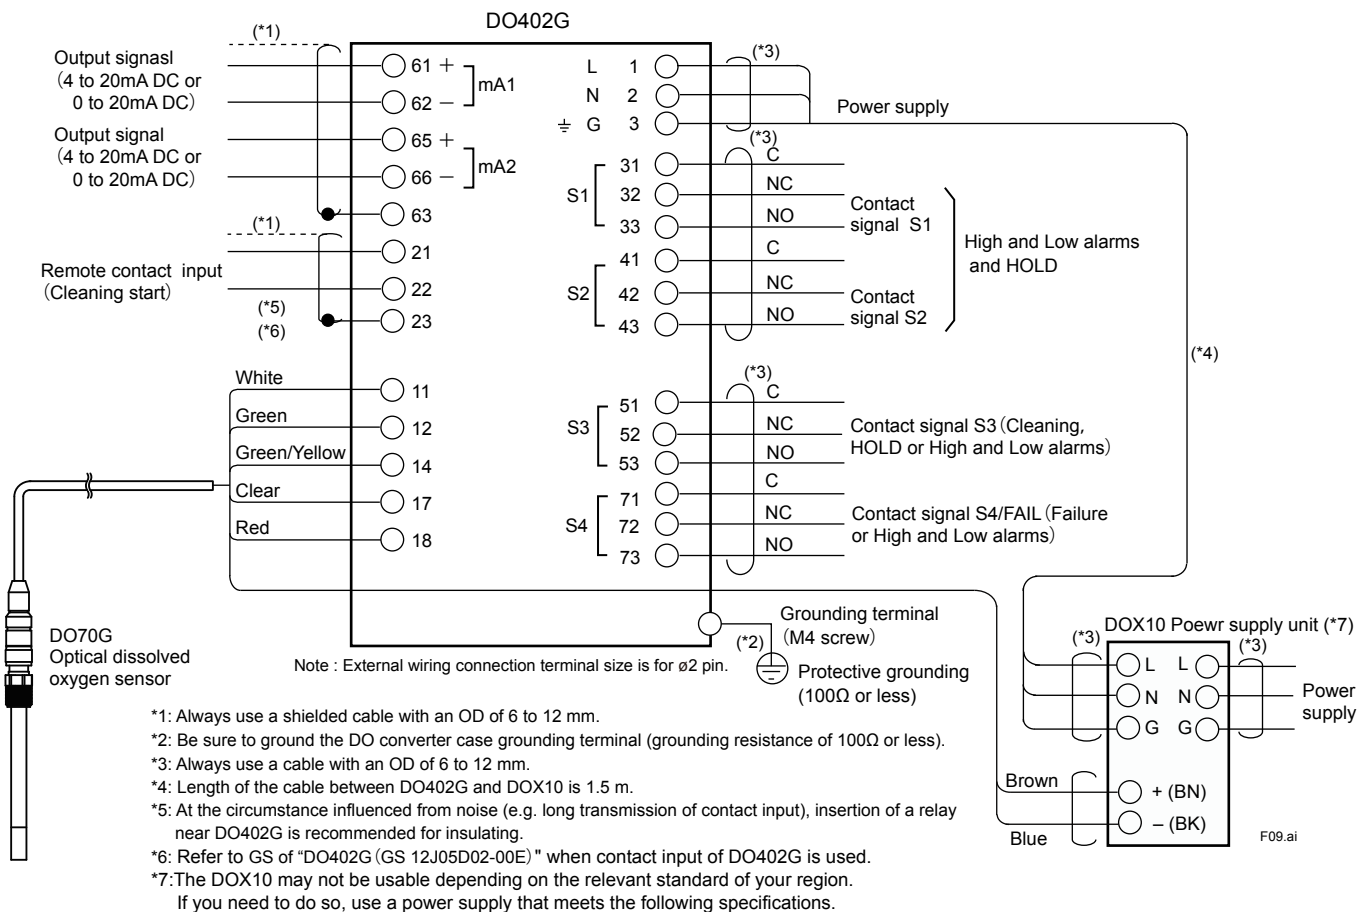 DO402G
(*1)
Output signasl
(4 to 20mA DC or
0 to 20mA DC)
Output signal
(4 to 20mA DC or
0 to 20mA DC)
(*1)
Remote contact input
(Cleaning start)
(*5)
(*6)
61 +
62 −
mA1
65 +
66 −
mA2
63
21
22
23
White
11
Green
12
Green/Yellow
14
Clear
17
Red
18
L 1
N 2
⏚ G 3
(*3)
Power supply
(*3)
S1
31
C
32
NC
33
NO
Contact
signal S1
S2
41
C
42
NC
43
NO
Contact
signal S2
High and Low alarms
and HOLD
(*4)
(*3)
S3
51
C
52
NC
53
NO
Contact signal S3 (Cleaning,
HOLD or High and Low alarms)
S4
71
C
72
NC
73
NO
Contact signal S4/FAIL (Failure
or High and Low alarms)
DO70G
Optical dissolved
oxygen sensor
Note : External wiring connection terminal size is for ø2 pin.
(*2)
Grounding terminal
(M4 screw)
Protective grounding
(100Ω or less)
DOX10 Poewr supply unit (*7)
(*3)
(*3)
L L
N N
G G
Power
supply
Brown
+ (BN)
Blue
– (BK)
F09.ai
*1: Always use a shielded cable with an OD of 6 to 12 mm.
*2: Be sure to ground the DO converter case grounding terminal (grounding resistance of 100Ω or less).
*3: Always use a cable with an OD of 6 to 12 mm.
*4: Length of the cable between DO402G and DOX10 is 1.5 m.
*5: At the circumstance influenced from noise (e.g. long transmission of contact input), insertion of a relay
near DO402G is recommended for insulating.
*6: Refer to GS of “DO402G (GS 12J05D02-00E) " when contact input of DO402G is used.
*7:The DOX10 may not be usable depending on the relevant standard of your region.
If you need to do so, use a power supply that meets the following specifications.